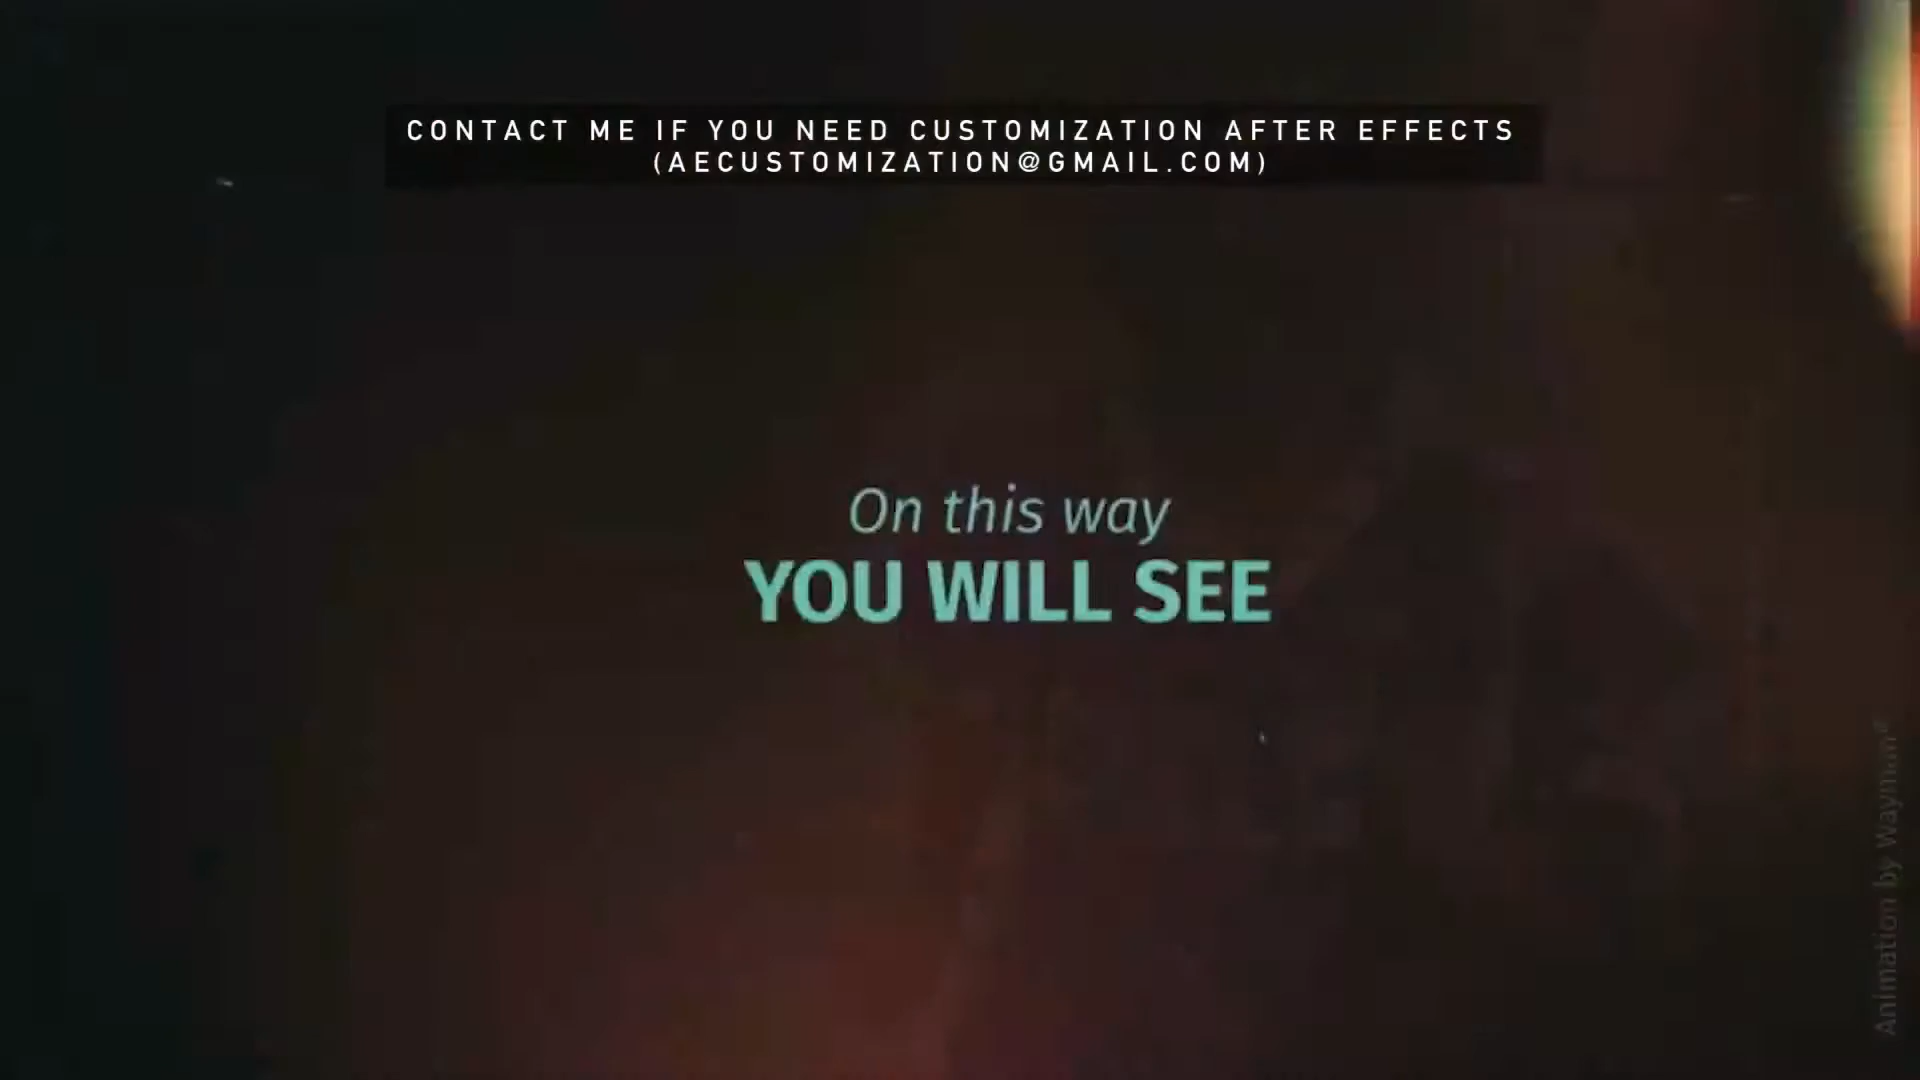 CONTACT ME IF YOU NEED CUSTOMIZATION AFTER EFFECTS
(AECUSTOMIZATION@GMAIL.COM)
On this way
YOU WILL SEE
Animation by